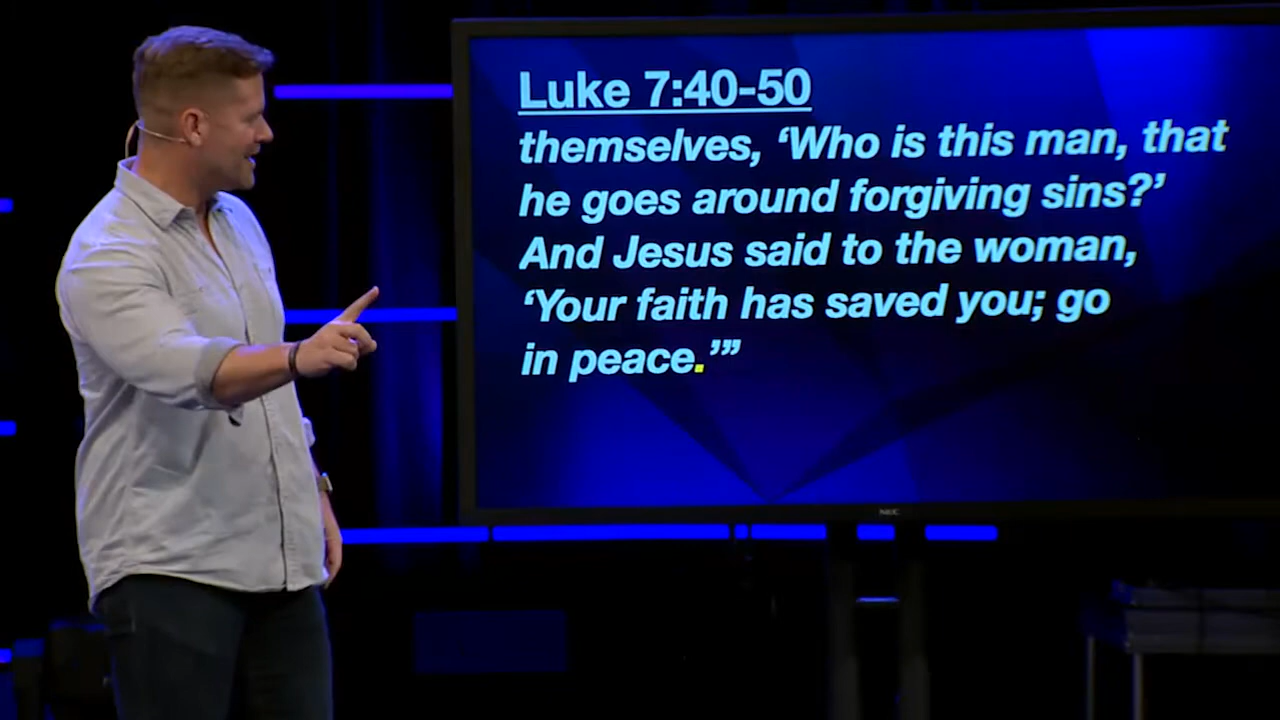 Luke 7:40-50
themselves, ‘Who is this man, that
he goes around forgiving sins?’
And Jesus said to the woman,
‘Your faith has saved you; go
in peace.’”
NEC